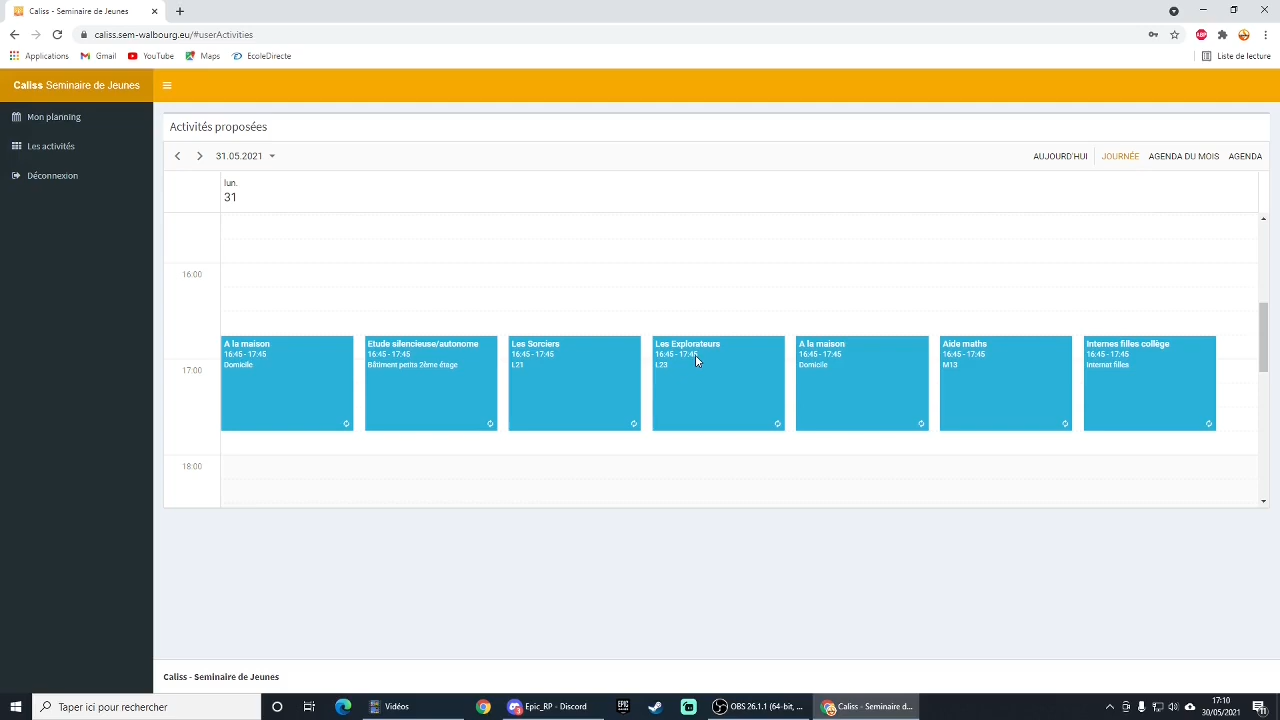 Caliss - Seminaire de Jeunes
caliss.sem-walbourg.eu/#userActivities
Applications
Gmail
YouTube
Maps
EcoleDirecte
Liste de lecture
Caliss Seminaire de Jeunes
Mon planning
Les activités
Déconnexion
Activités proposées
31.05.2021
AUJOURD'HUI
JOURNÉE
AGENDA DU MOIS
AGENDA
lun.
31
16:00
17:00
18:00
A la maison
16:45 - 17:45
Domicile
Etude silencieuse/autonome
16:45 - 17:45
Bâtiment petits 2ème étage
Les Sorciers
16:45 - 17:45
L21
Les Explorateurs
16:45 - 17:45
L23
A la maison
16:45 - 17:45
Domicile
Aide maths
16:45 - 17:45
M13
Internes filles collège
16:45 - 17:45
Internat filles
Caliss - Seminaire de Jeunes
Taper ici pour rechercher
Vidéos
Epic_RP - Discord
OBS 26.1.1 (64-bit, ...
Caliss - Seminaire d...
17:10
30/05/2021